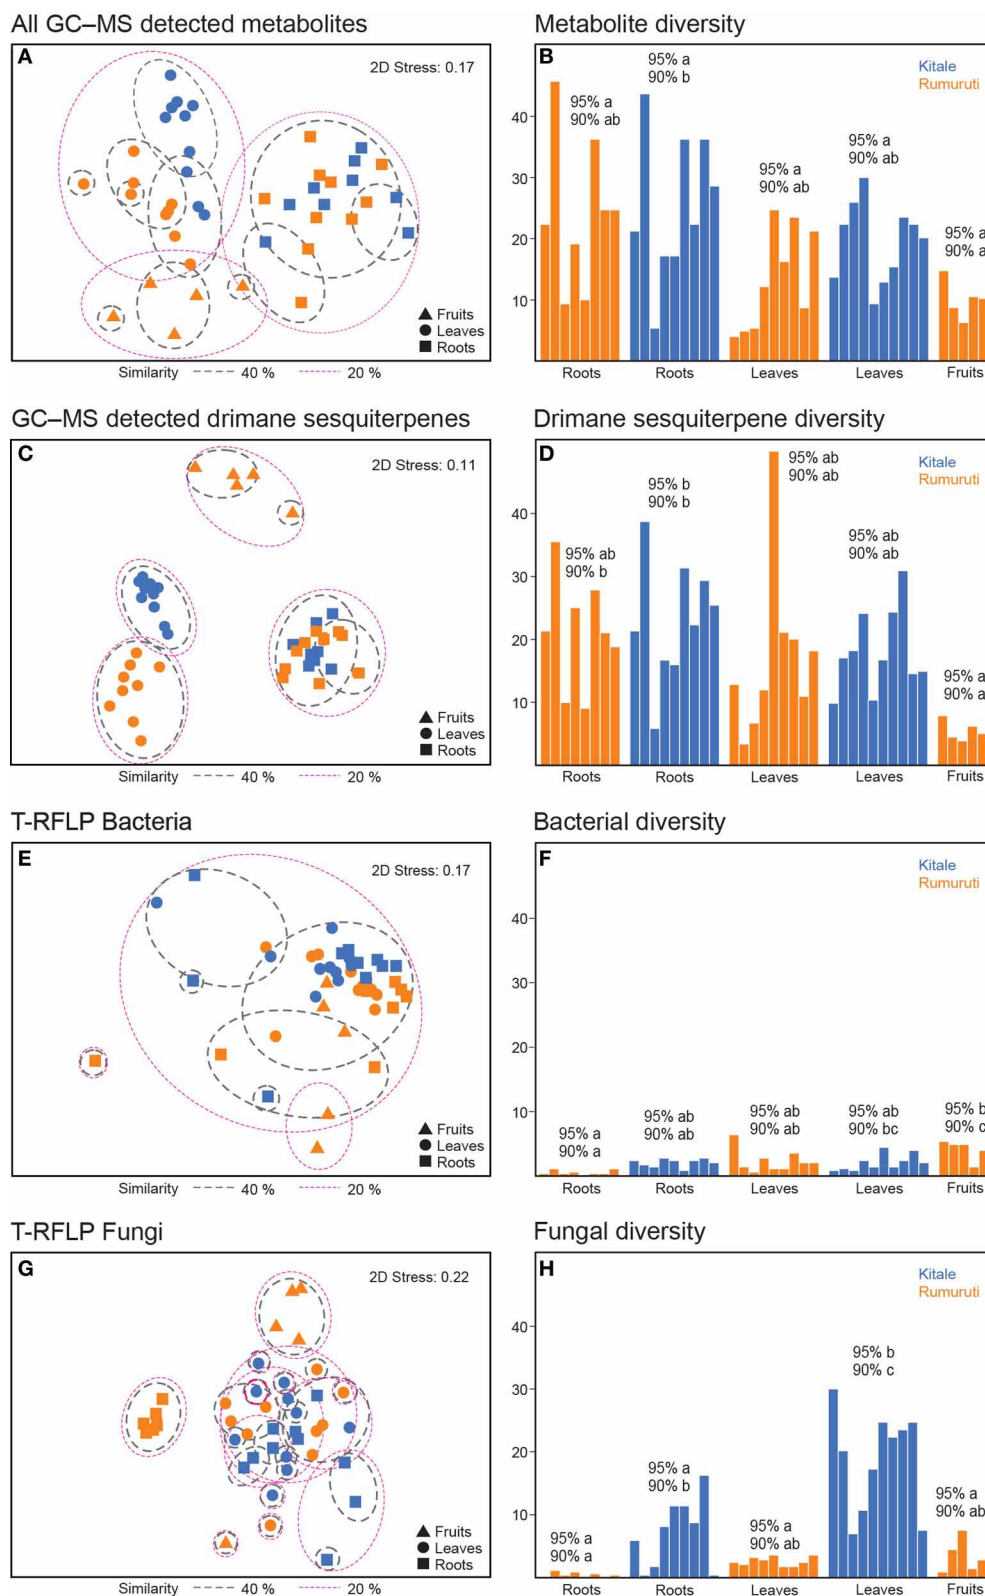 All GC–MS detected metabolites
A
2D Stress: 0.17
Fruits
Leaves
Roots
Similarity 40 % 20 %
Metabolite diversity
B
Kitale
Rumuruti
95% a
90% ab
95% a
90% b
95% a
90% ab
95% a
90% ab
95% a
90% a
40
30
20
10
Roots Roots Leaves Leaves Fruits
GC–MS detected drimane sesquiterpenes
C
2D Stress: 0.11
Fruits
Leaves
Roots
Similarity 40 % 20 %
Drimane sesquiterpene diversity
D
Kitale
Rumuruti
95% ab
90% b
95% b
90% b
95% ab
90% ab
95% ab
90% ab
95% a
90% a
40
30
20
10
Roots Roots Leaves Leaves Fruits
T-RFLP Bacteria
E
2D Stress: 0.17
Fruits
Leaves
Roots
Similarity 40 % 20 %
Bacterial diversity
F
Kitale
Rumuruti
95% a
90% a
95% ab
90% ab
95% ab
90% ab
95% ab
90% bc
95% b
90% c
40
30
20
10
Roots Roots Leaves Leaves Fruits
T-RFLP Fungi
G
2D Stress: 0.22
Fruits
Leaves
Roots
Similarity 40 % 20 %
Fungal diversity
H
Kitale
Rumuruti
95% a
90% a
95% a
90% b
95% a
90% ab
95% b
90% c
95% a
90% ab
40
30
20
10
Roots Roots Leaves Leaves Fruits